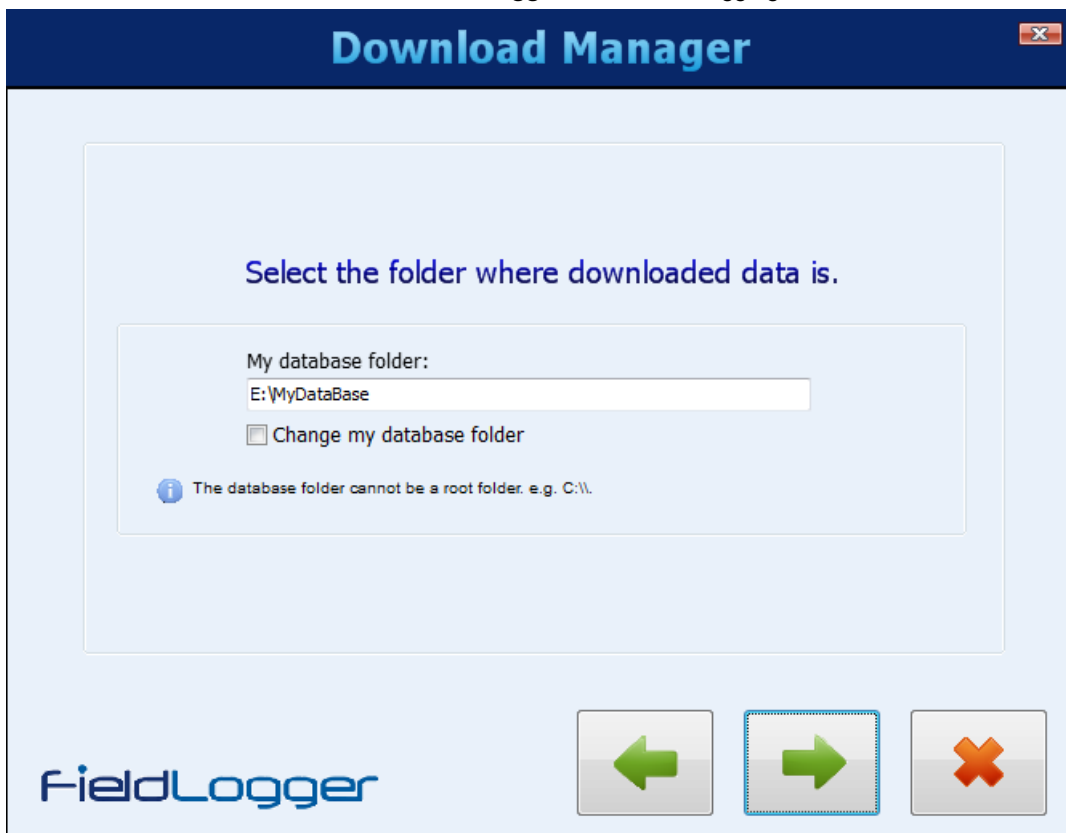 Download Manager
Select the folder where downloaded data is.
My database folder:
E:\MyDataBase
Change my database folder
The database folder cannot be a root folder. e.g. C:\\.
FieldLogger